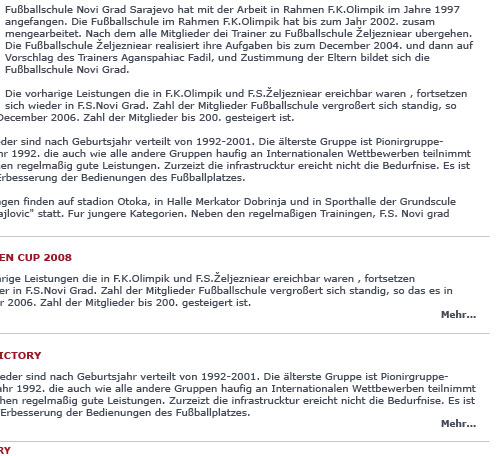 Fußballschule Novi Grad Sarajevo hat mit der Arbeit in Rahmen F.K.Olimpik im Jahre 1997
angefangen. Die Fußballschule im Rahmen F.K.Olimpik hat bis zum Jahr 2002. zusam
mengearbeitet. Nach dem alle Mitglieder dei Trainer zu Fußballschule Željezniear ubergehen.
Die Fußballschule Željezniear realisiert ihre Aufgaben bis zum December 2004. und dann auf
Vorschlag des Trainers Aganspahiac Fadil, und Zustimmung der Eltern bildet sich die
Fußballschule Novi Grad.
Die vorharige Leistungen die in F.K.Olimpik und F.S.Željezniear ereichbar waren , fortsetzen
sich wieder in F.S.Novi Grad. Zahl der Mitglieder Fußballschule vergroßert sich standig, so
December 2006. Zahl der Mitglieder bis 200. gesteigert ist.
eder sind nach Geburtsjahr verteilt von 1992-2001. Die älterste Gruppe ist Pionirgruppe-
hr 1992. die auch wie alle andere Gruppen haufig an Internationalen Wettbewerben teilnimmt
en regelmaßig gute Leistungen. Zurzeizt die infrastrucktur ereicht nicht die Bedurfnise. Es ist
Erbesserung der Bedienungen des Fußballplatzes.
gen finden auf stadion Otoka, in Halle Merkator Dobrinja und in Sporthalle der Grundscule
ajlovic" statt. Fur jungere Kategorien. Neben den regelmaßigen Trainingen, F.S. Novi grad
EN CUP 2008
arige Leistungen die in F.K.Olimpik und F.S.Željezniear ereichbar waren , fortsetzen
er in F.S.Novi Grad. Zahl der Mitglieder Fußballschule vergroßert sich standig, so das es in
r 2006. Zahl der Mitglieder bis 200. gesteigert ist.
Mehr...
ICTORY
eder sind nach Geburtsjahr verteilt von 1992-2001. Die älterste Gruppe ist Pionirgruppe-
ahr 1992. die auch wie alle andere Gruppen haufig an Internationalen Wettbewerben teilnimmt
hen regelmaßig gute Leistungen. Zurzeizt die infrastrucktur ereicht nicht die Bedurfnise. Es ist
Erbesserung der Bedienungen des Fußballplatzes.
Mehr...
RY